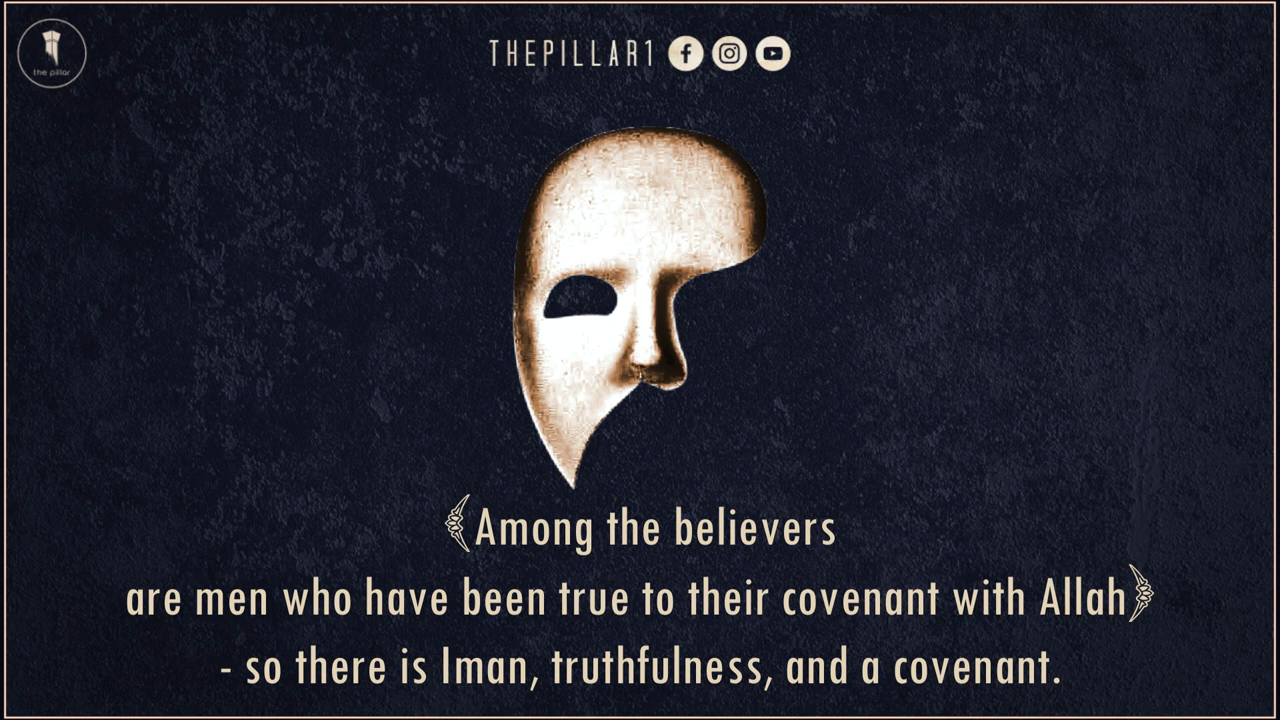 the pillar
THEPILLAR1
﴾Among the believers
are men who have been true to their covenant with Allah﴿
- so there is Iman, truthfulness, and a covenant.